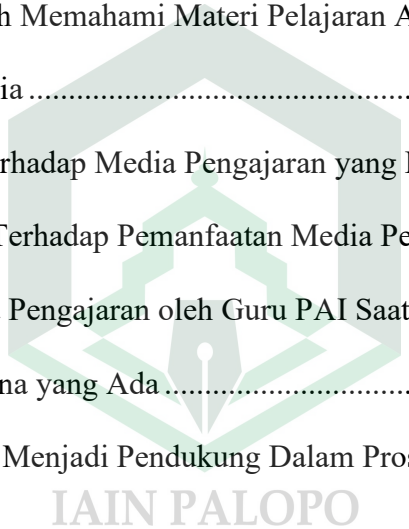 h Memahami Materi Pelajaran A
ia ........................................
rhadap Media Pengajaran yang
Terhadap Pemanfaatan Media Pe
Pengajaran oleh Guru PAI Saat
na yang Ada ..........................
Menjadi Pendukung Dalam Pros
IAIN PALOPO